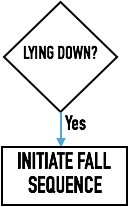 LYING DOWN?
Yes
INITIATE FALL
SEQUENCE